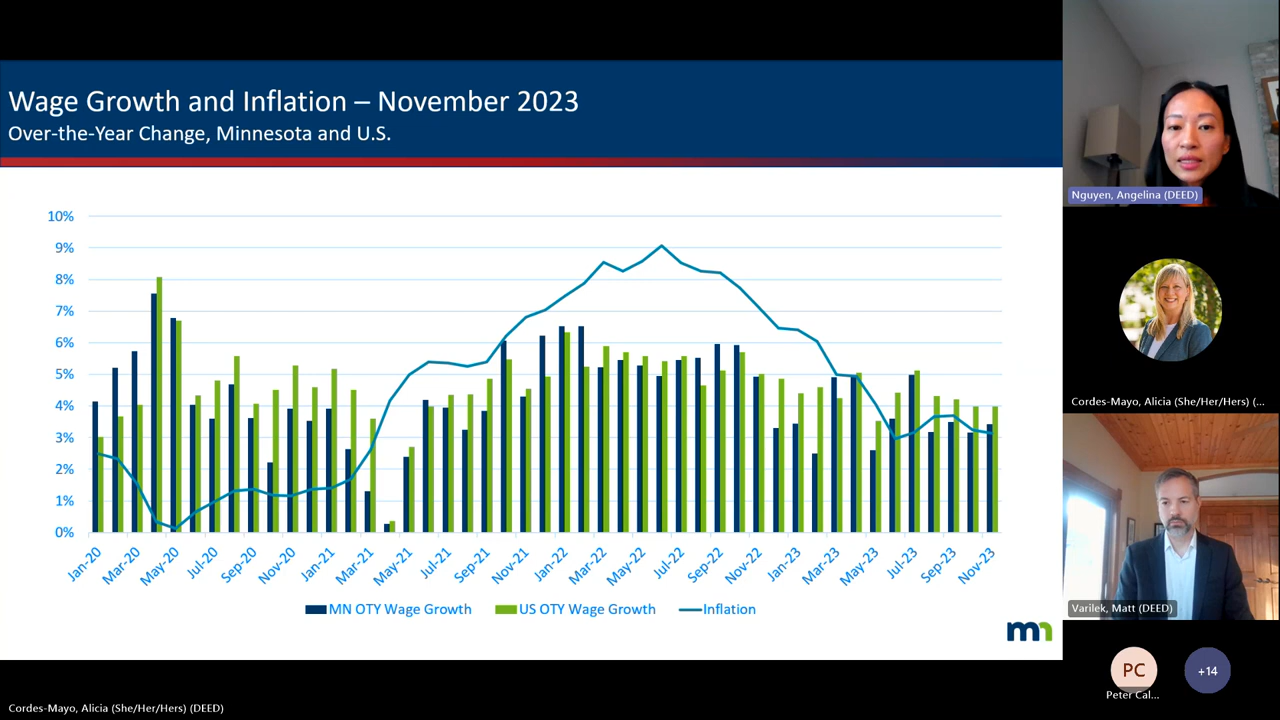 Wage Growth and Inflation – November 2023
Over-the-Year Change, Minnesota and U.S.
10%
9%
8%
7%
6%
5%
4%
3%
2%
1%
0%
Jan-20
Mar-20
May-20
Jul-20
Sep-20
Nov-20
Jan-21
Mar-21
May-21
Jul-21
Sep-21
Nov-21
Jan-22
Mar-22
May-22
Jul-22
Sep-22
Nov-22
Jan-23
Mar-23
May-23
Jul-23
Sep-23
Nov-23
MN OTY Wage Growth
US OTY Wage Growth
Inflation
mn
Nguyen, Angelina (DEED)
Cordes-Mayo, Alicia (She/Her/Hers) (...
Varilek, Matt (DEED)
PC
Peter Cal...
+14
Cordes-Mayo, Alicia (She/Her/Hers) (DEED)